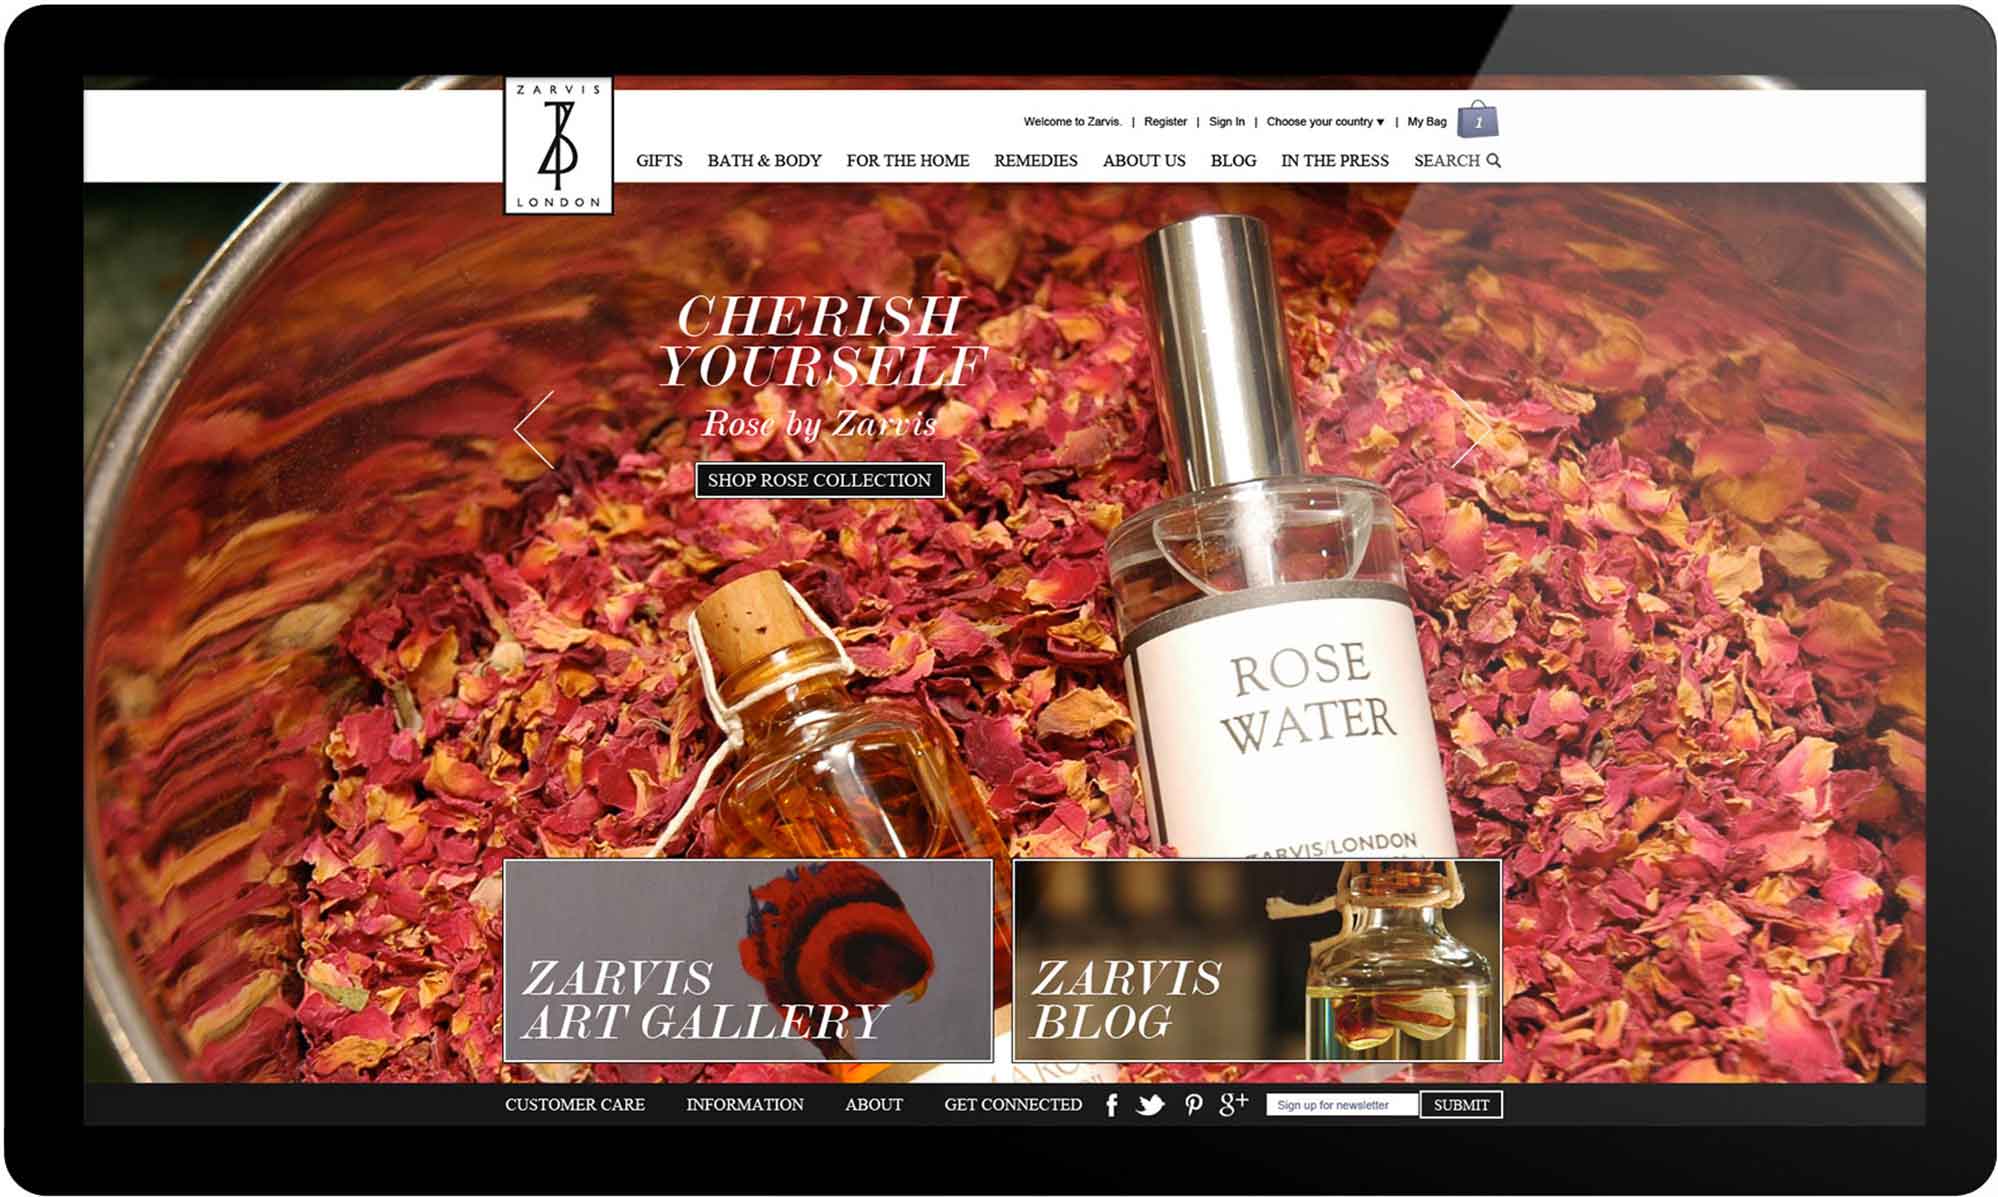 ZARVIS
LONDON
Welcome to Zarvis. | Register | Sign In | Choose your country ▼ | My Bag 1
GIFTS BATH & BODY FOR THE HOME REMEDIES ABOUT US BLOG IN THE PRESS SEARCH
CHERISH
YOURSELF
Rose by Zarvis
SHOP ROSE COLLECTION
ROSE
WATER
ZARVIS/LONDON
ZARVIS
ART GALLERY
ZARVIS
BLOG
CUSTOMER CARE INFORMATION ABOUT GET CONNECTED f g+ Sign up for newsletter SUBMIT